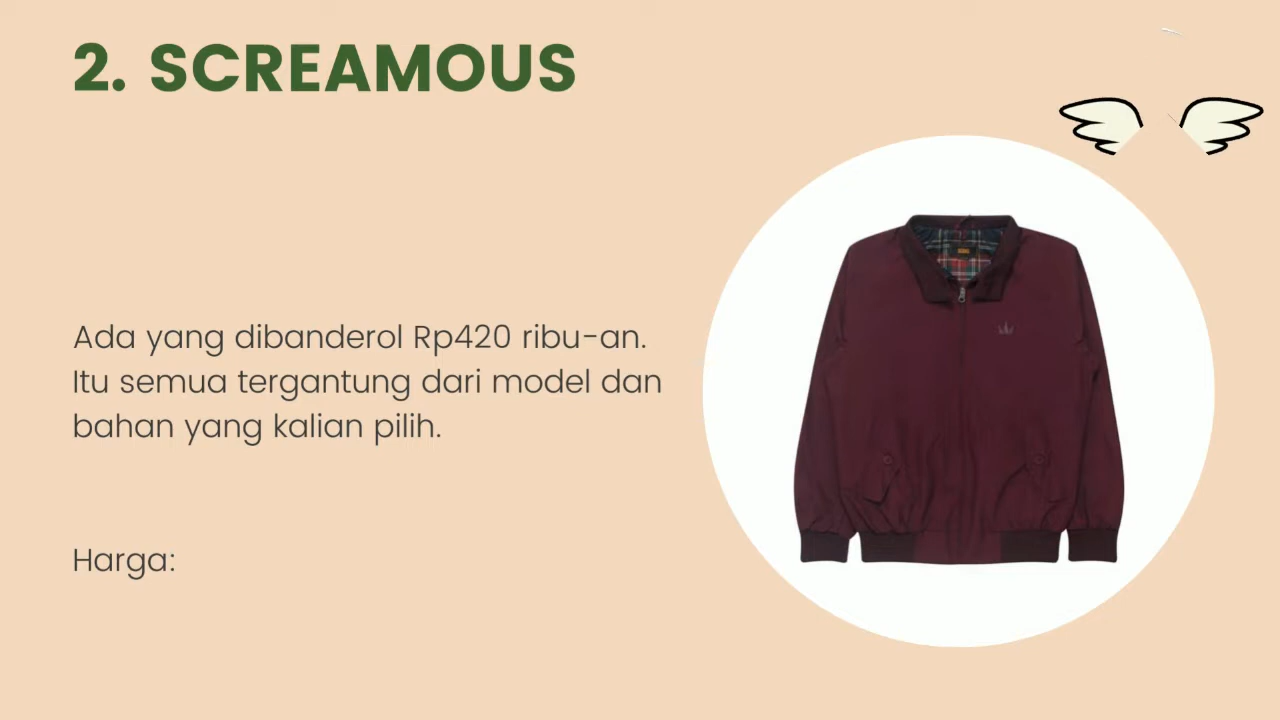 2. SCREAMOUS
Ada yang dibanderol Rp420 ribu-an.
Itu semua tergantung dari model dan
bahan yang kalian pilih.
Harga: